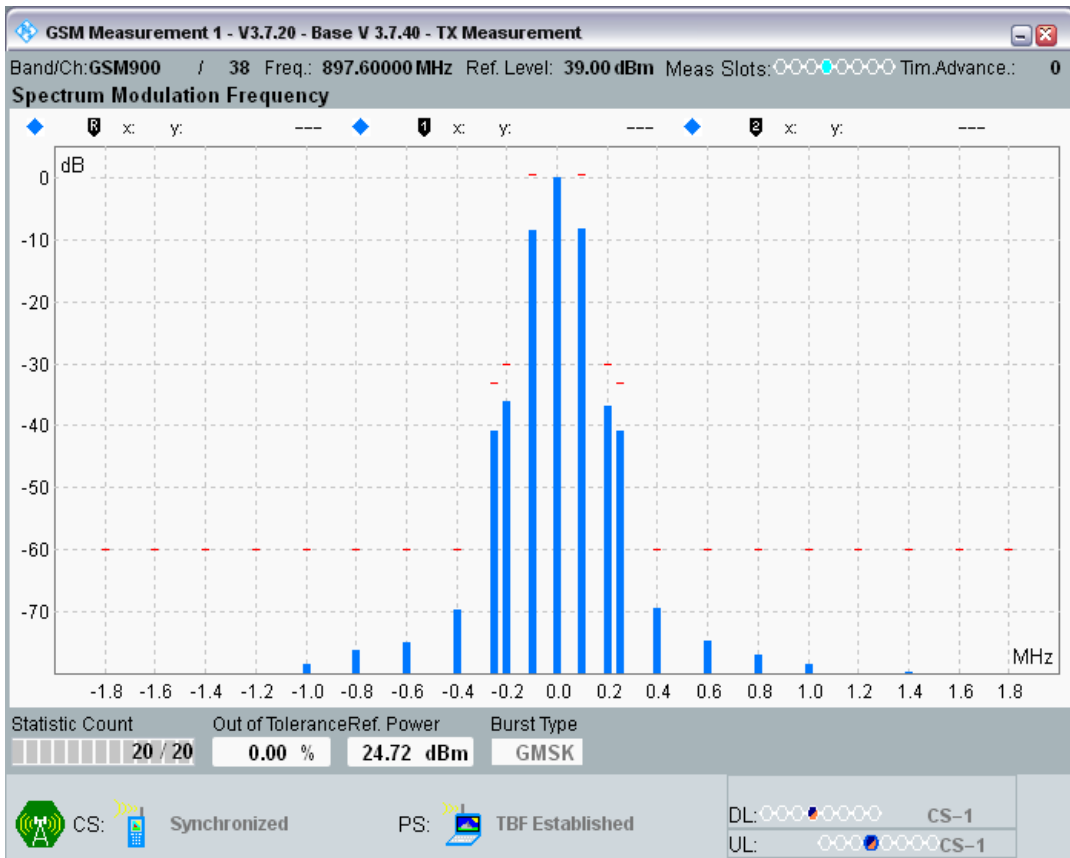 GSM Measurement 1 - V3.7.20 - Base V 3.7.40 - TX Measurement
Band/Ch:GSM900 / 38 Freq.: 897.60000 MHz Ref. Level: 39.00 dBm Meas Slots: Tim.Advance.: 0
Spectrum Modulation Frequency
R x: y: --- 1 x: y: --- 2 x: y: ---
dB
0
-10
-20
-30
-40
-50
-60
-70
MHz
-1.8 -1.6 -1.4 -1.2 -1.0 -0.8 -0.6 -0.4 -0.2 0.0 0.2 0.4 0.6 0.8 1.0 1.2 1.4 1.6 1.8
Statistic Count Out of Tolerance Ref. Power Burst Type
20 / 20 0.00 % 24.72 dBm GMSK
CS: Synchronized PS: TBF Established
DL: CS-1
UL: CS-1